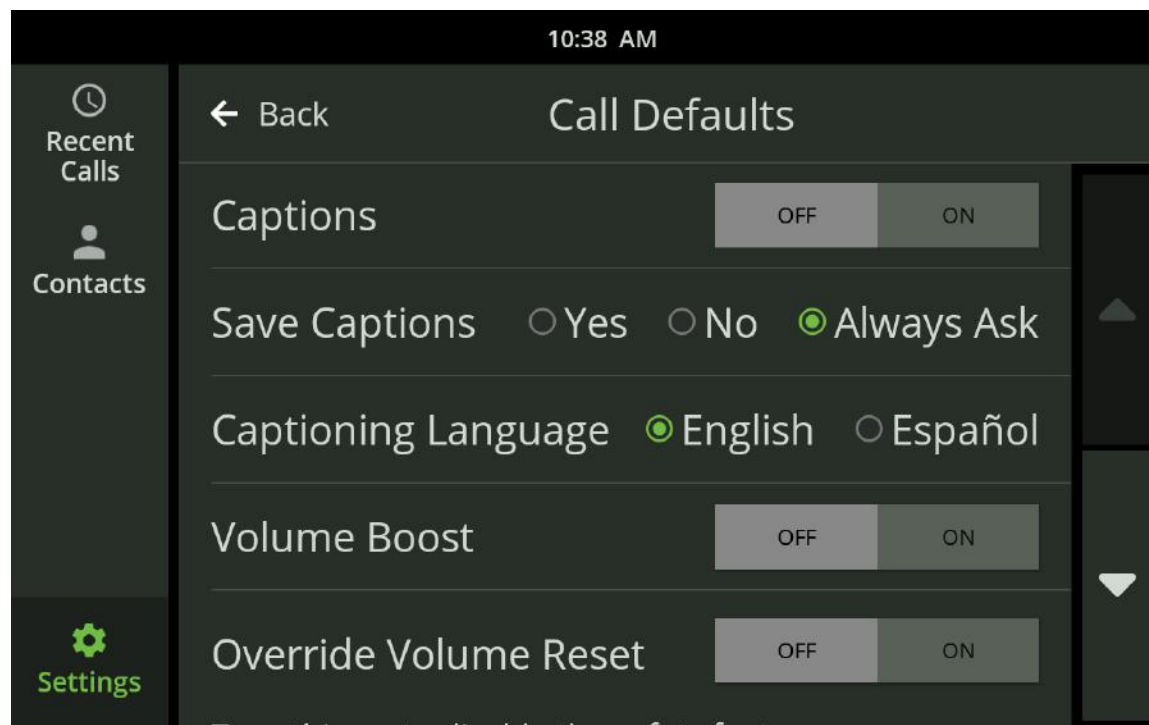 10:38 AM
Recent
Calls
Contacts
Settings
← Back
Call Defaults
Captions OFF ON
Save Captions Yes No Always Ask
Captioning Language English Español
Volume Boost OFF ON
Override Volume Reset OFF ON